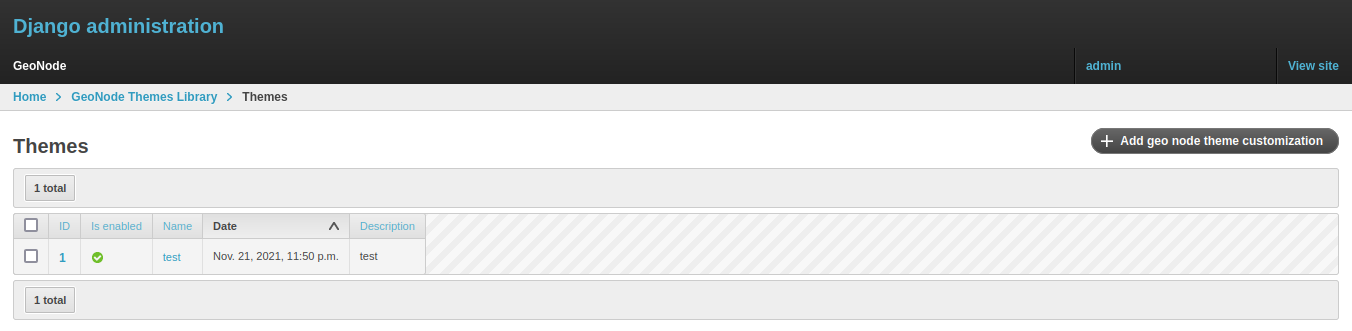 Django administration
GeoNode admin View site
Home GeoNode Themes Library Themes
Themes
Add geo node theme customization
1 total
ID Is enabled Name Date Description
1 test Nov. 21, 2021, 11:50 p.m. test
1 total